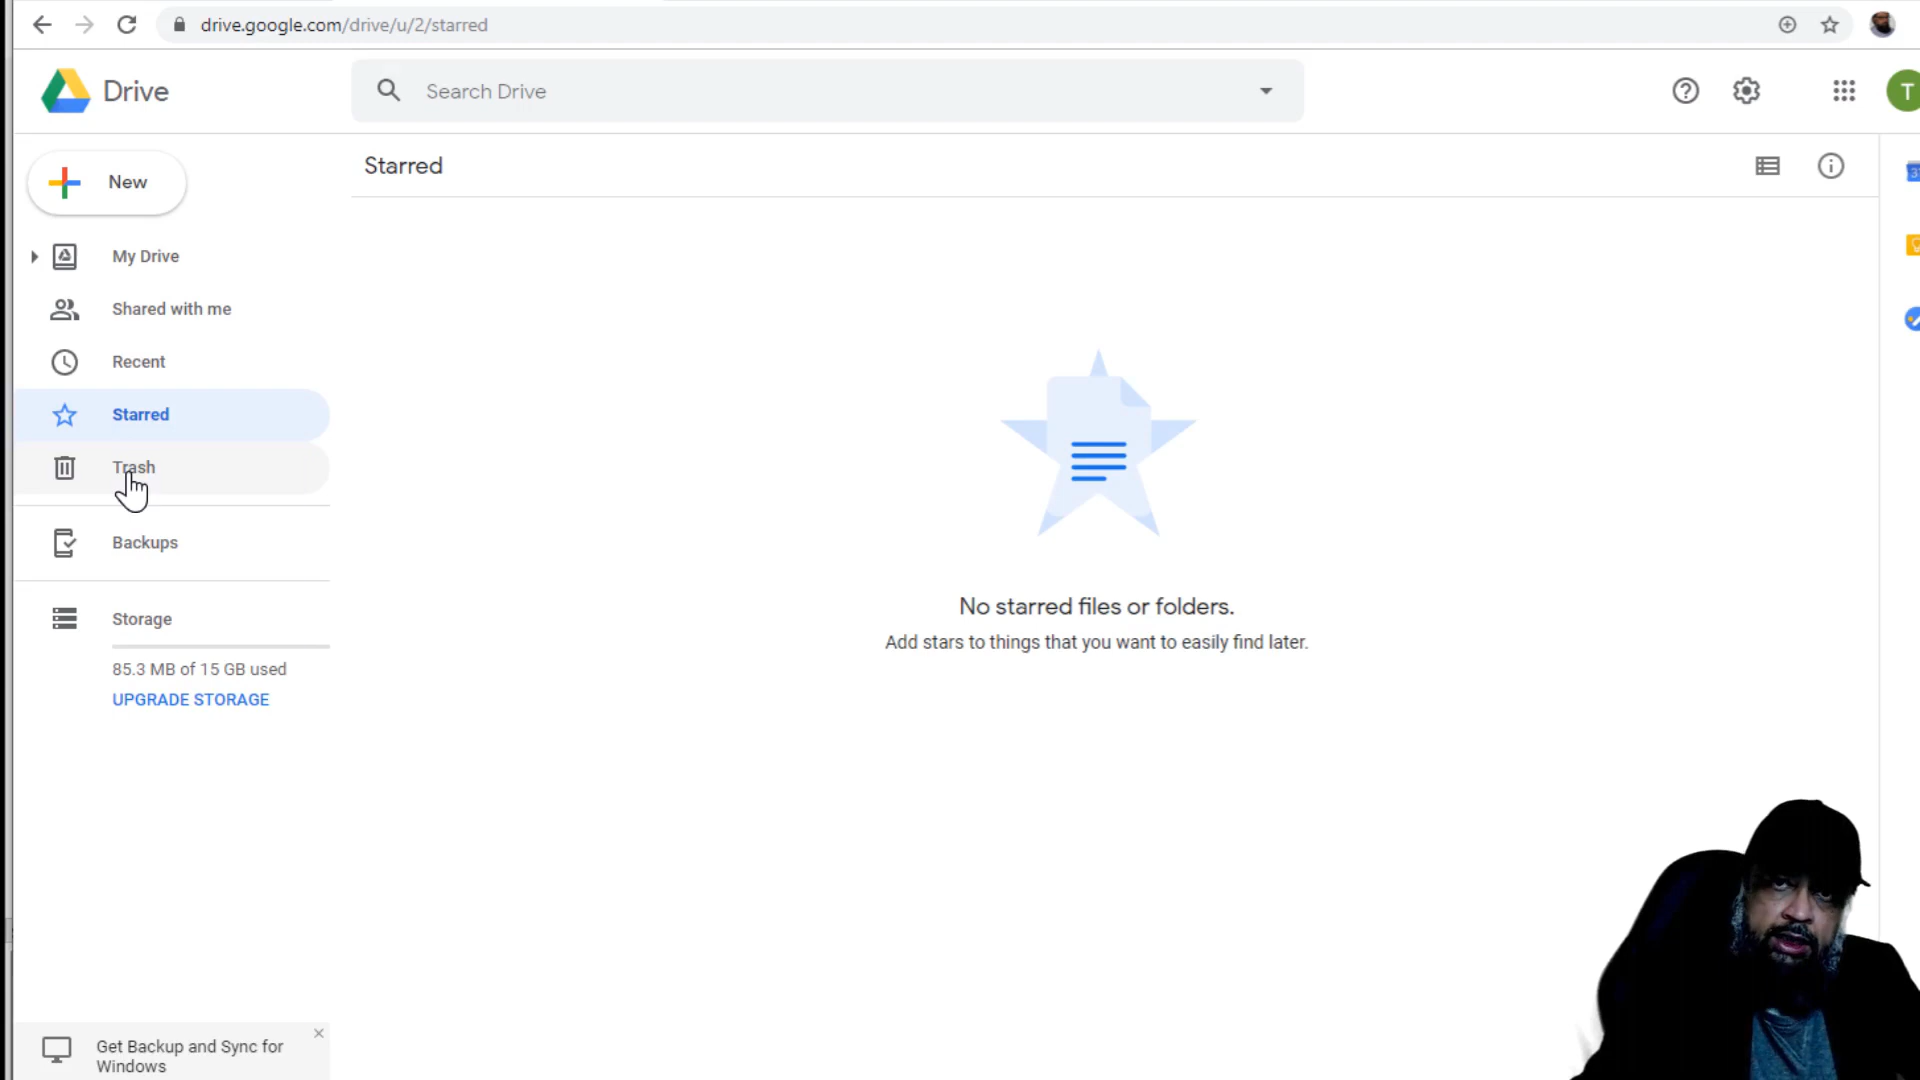 drive.google.com/drive/u/2/starred
Drive
Search Drive
T
New
Starred
My Drive
Shared with me
Recent
Starred
Trash
Backups
Storage
85.3 MB of 15 GB used
UPGRADE STORAGE
No starred files or folders.
Add stars to things that you want to easily find later.
Get Backup and Sync for
Windows